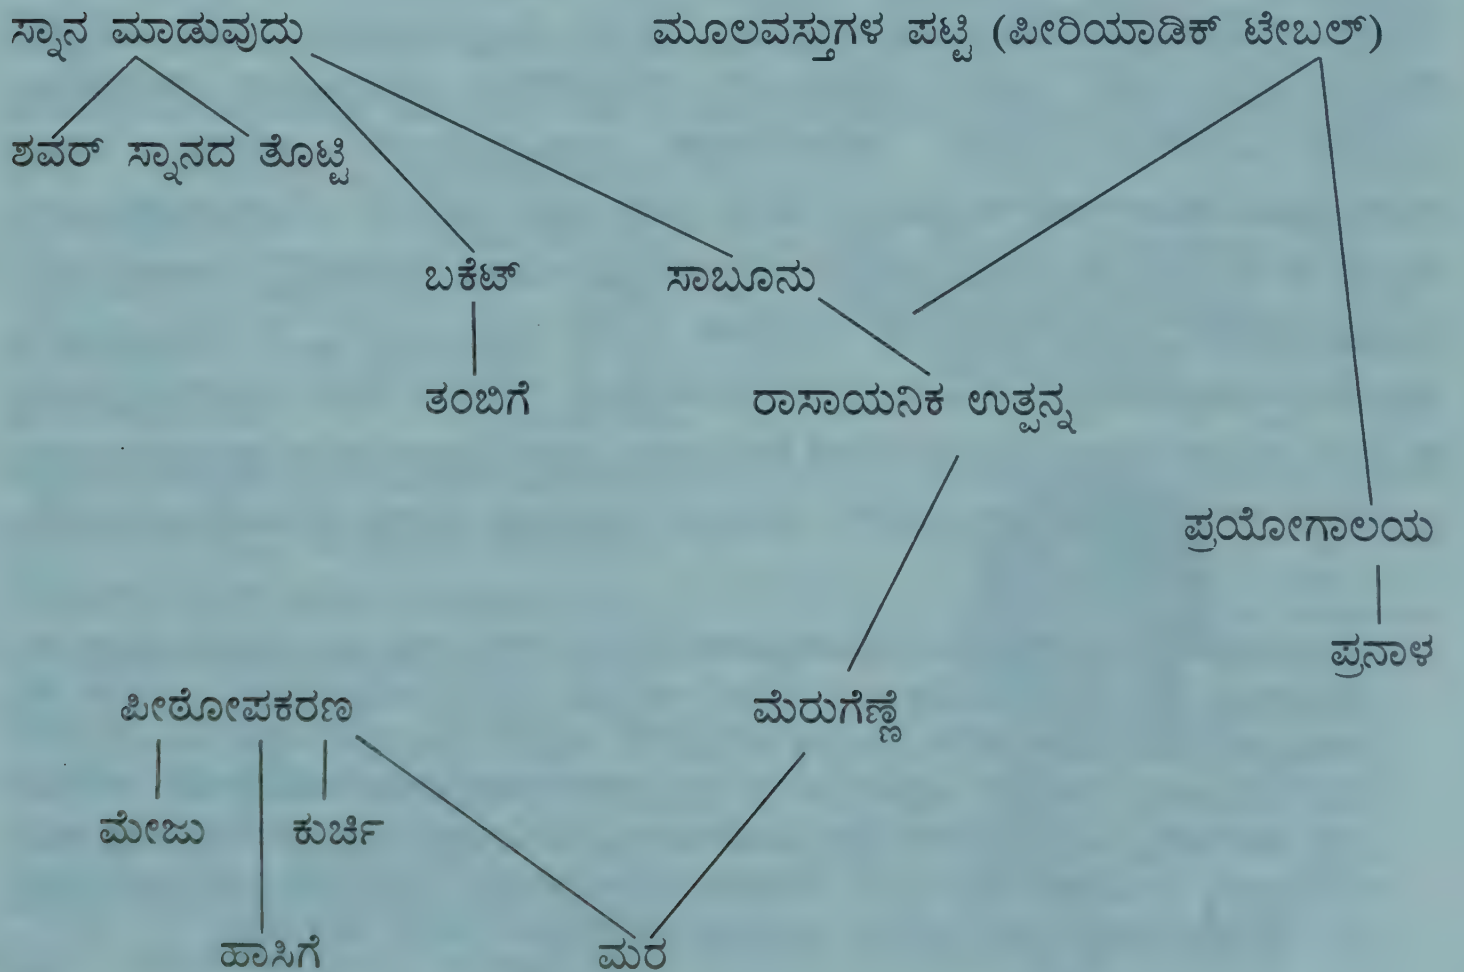 ಸ್ನಾನ ಮಾಡುವುದು ಮೂಲವಸ್ತುಗಳ ಪಟ್ಟಿ (ಪೀರಿಯಾಡಿಕ್ ಟೇಬಲ್)
ಶವರ್ ಸ್ನಾನದ ತೊಟ್ಟಿ
ಬಕೆಟ್ ಸಾಬೂನು
ತಂಬಿಗೆ ರಾಸಾಯನಿಕ ಉತ್ಪನ್ನ
ಪ್ರಯೋಗಾಲಯ
ಪ್ರನಾಳ
ಪೀಠೋಪಕರಣ ಮೆರುಗೆಣ್ಣೆ
ಮೇಜು ಕುರ್ಚಿ
ಹಾಸಿಗೆ ಮರ